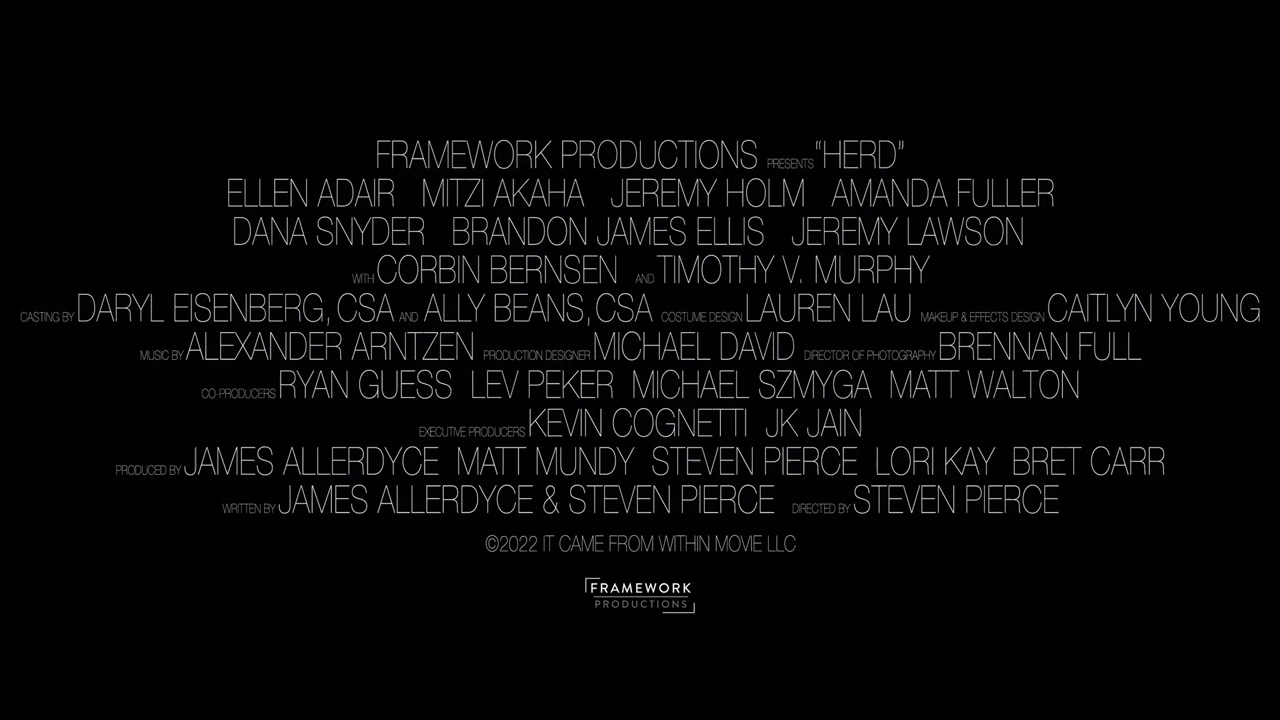 FRAMEWORK PRODUCTIONS PRESENTS "HERD"
ELLEN ADAIR MITZI AKAHA JEREMY HOLM AMANDA FULLER
DANA SNYDER BRANDON JAMES ELLIS JEREMY LAWSON
WITH CORBIN BERNSEN AND TIMOTHY V. MURPHY
CASTING BY DARYL EISENBERG, CSA AND ALLY BEANS, CSA COSTUME DESIGN LAUREN LAU MAKEUP & EFFECTS DESIGN CAITLYN YOUNG
MUSIC BY ALEXANDER ARNTZEN PRODUCTION DESIGNER MICHAEL DAVID DIRECTOR OF PHOTOGRAPHY BRENNAN FULL
CO-PRODUCERS RYAN GUESS LEV PEKER MICHAEL SZMYGA MATT WALTON
EXECUTIVE PRODUCERS KEVIN COGNETTI JK JAIN
PRODUCED BY JAMES ALLERDYCE MATT MUNDY STEVEN PIERCE LORI KAY BRET CARR
WRITTEN BY JAMES ALLERDYCE & STEVEN PIERCE DIRECTED BY STEVEN PIERCE
©2022 IT CAME FROM WITHIN MOVIE LLC
FRAMEWORK
PRODUCTIONS